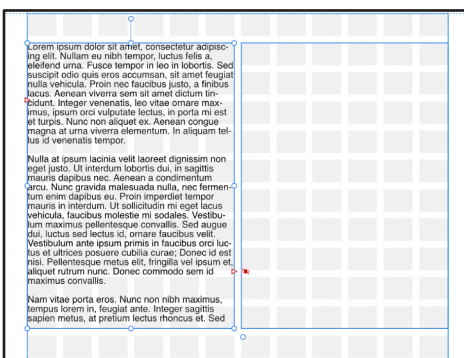 Lorem ipsum dolor sit amet, consectetur adipisc-
ing elit. Nullam eu nibh tempor, luctus felis a,
eleifend urna. Fusce tempor in leo in lobortis. Sed
suscipit odio quis eros accumsan, sit amet feugiat
nulla vehicula. Proin nec faucibus justo, a finibus
lacus. Aenean viverra sem sit amet dictum tin-
cidunt. Integer venenatis, leo vitae ornare max-
imus, ipsum orci vulputate lectus, in porta mi est
et turpis. Nunc non aliquet ex. Aenean congue
magna at urna viverra elementum. In aliquam tel-
lus id venenatis tempor.
Nulla at ipsum lacinia velit laoreet dignissim non
eget justo. Ut interdum lobortis dui, in sagittis
mauris dapibus nec. Aenean a condimentum
arcu. Nunc gravida malesuada nulla, nec fermen-
tum enim dapibus eu. Proin imperdiet tempor
mauris in interdum. Ut sollicitudin mi eget lacus
vehicula, faucibus molestie mi sodales. Vestibu-
lum maximus pellentesque convallis. Sed augue
dui, luctus sed lectus id, ornare faucibus velit.
Vestibulum ante ipsum primis in faucibus orci luc-
tus et ultrices posuere cubilia curae; Donec id est
nisi. Pellentesque metus elit, fringilla vel ipsum et,
aliquet rutrum nunc. Donec commodo sem id
maximus convallis.
Nam vitae porta eros. Nunc non nibh maximus,
tempus lorem in, feugiat ante. Integer sagittis
sapien metus, at pretium lectus rhoncus et. Sed